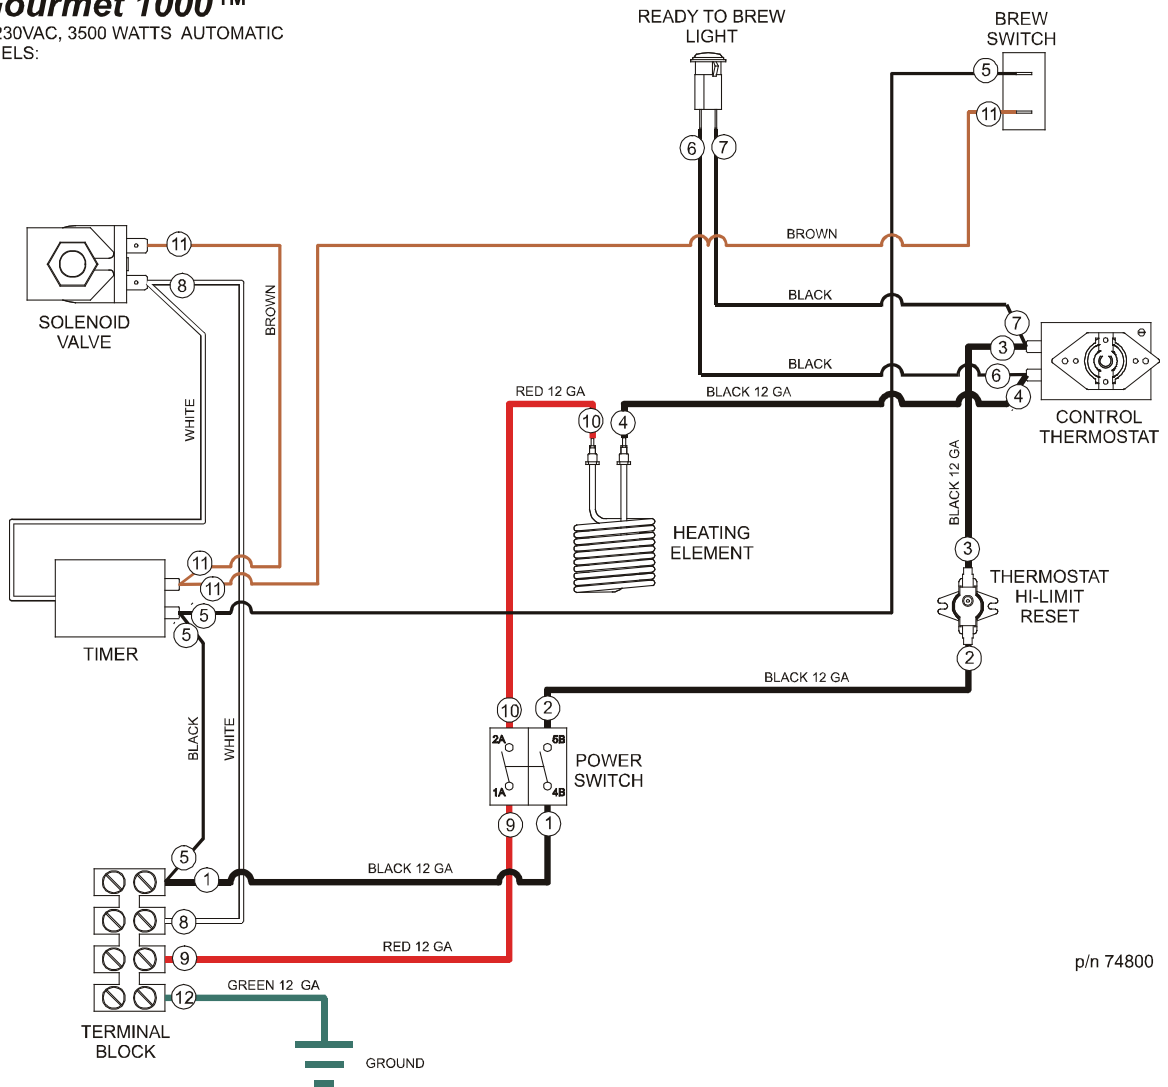 Gourmet 1000™
230VAC, 3500 WATTS AUTOMATIC
ELS:
READY TO BREW
LIGHT
BREW
SWITCH
5
11
6
7
11
8
SOLENOID
VALVE
BROWN
BROWN
BLACK
BLACK
7
3
6
4
CONTROL
THERMOSTAT
RED 12 GA
BLACK 12 GA
10
4
WHITE
BLACK 12 GA
HEATING
ELEMENT
3
THERMOSTAT
HI-LIMIT
RESET
2
11
11
5
5
TIMER
BLACK 12 GA
BLACK
WHITE
10
2
2A
5B
1A
4B
POWER
SWITCH
9
1
5
1
BLACK 12 GA
8
9
RED 12 GA
12
GREEN 12 GA
TERMINAL
BLOCK
GROUND
p/n 74800